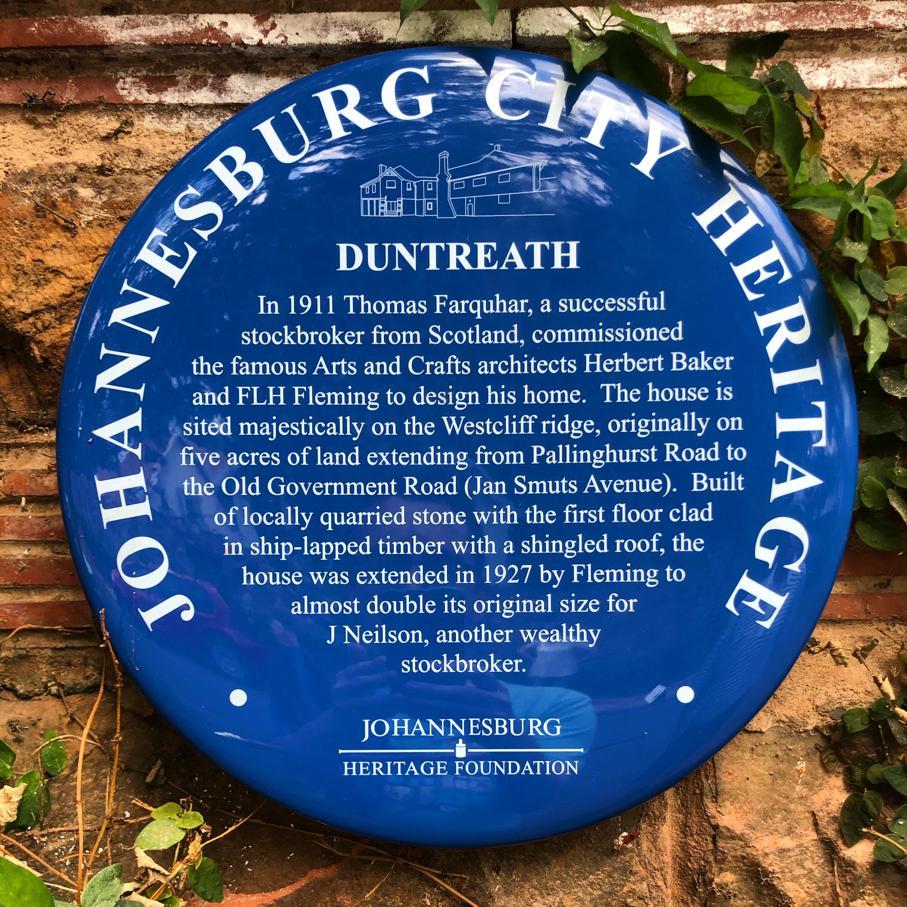 JOHANNESBURG CITY HERITAGE
DUNTREATH
In 1911 Thomas Farquhar, a successful
stockbroker from Scotland, commissioned
the famous Arts and Crafts architects Herbert Baker
and FLH Fleming to design his home. The house is
sited majestically on the Westcliff ridge, originally on
five acres of land extending from Pallinghurst Road to
the Old Government Road (Jan Smuts Avenue). Built
of locally quarried stone with the first floor clad
in ship-lapped timber with a shingled roof, the
house was extended in 1927 by Fleming to
almost double its original size for
J Neilson, another wealthy
stockbroker.
JOHANNESBURG
HERITAGE FOUNDATION